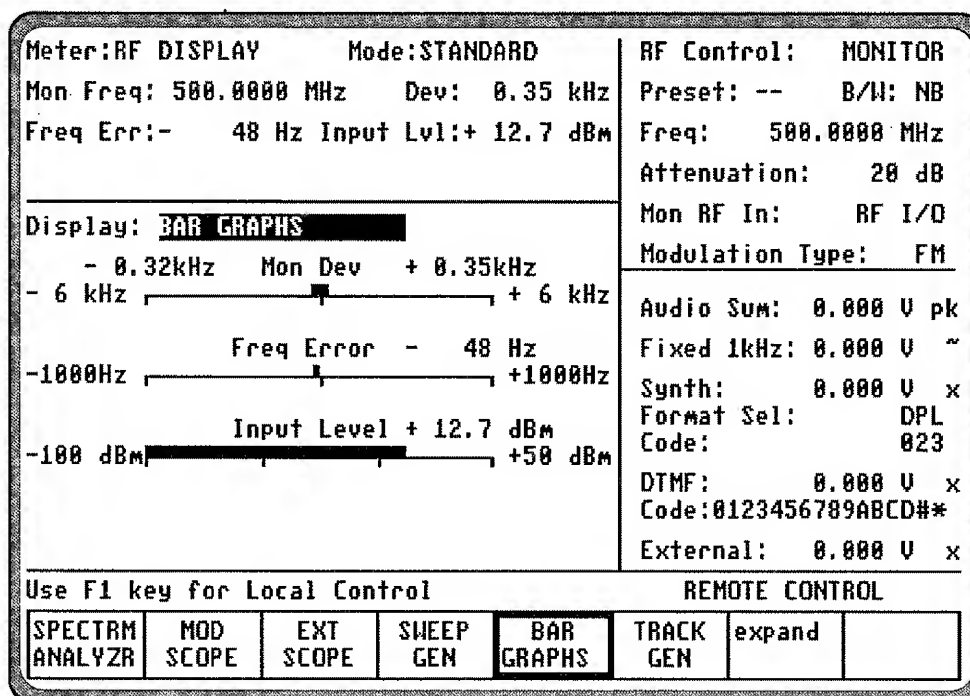 Meter:RF DISPLAY Mode:STANDARD
Mon Freq: 500.0000 MHz Dev: 0.35 kHz
Freq Err:- 48 Hz Input Lvl:+ 12.7 dBm
Display: BAR GRAPHS
- 0.32kHz Mon Dev + 0.35kHz
- 6 kHz + 6 kHz
Freq Error - 48 Hz
-1000Hz +1000Hz
Input Level + 12.7 dBm
-100 dBm +50 dBm
RF Control: MONITOR
Preset: -- B/W: NB
Freq: 500.0000 MHz
Attenuation: 20 dB
Mon RF In: RF I/O
Modulation Type: FM
Audio Sum: 0.000 V pk
Fixed 1kHz: 0.000 V ~
Synth: 0.000 V x
Format Sel: DPL
Code: 023
DTMF: 0.000 V x
Code:0123456789ABCD#*
External: 0.000 V x
Use F1 key for Local Control REMOTE CONTROL
SPECTRM ANALYZR
MOD SCOPE
EXT SCOPE
SWEEP GEN
BAR GRAPHS
TRACK GEN
expand